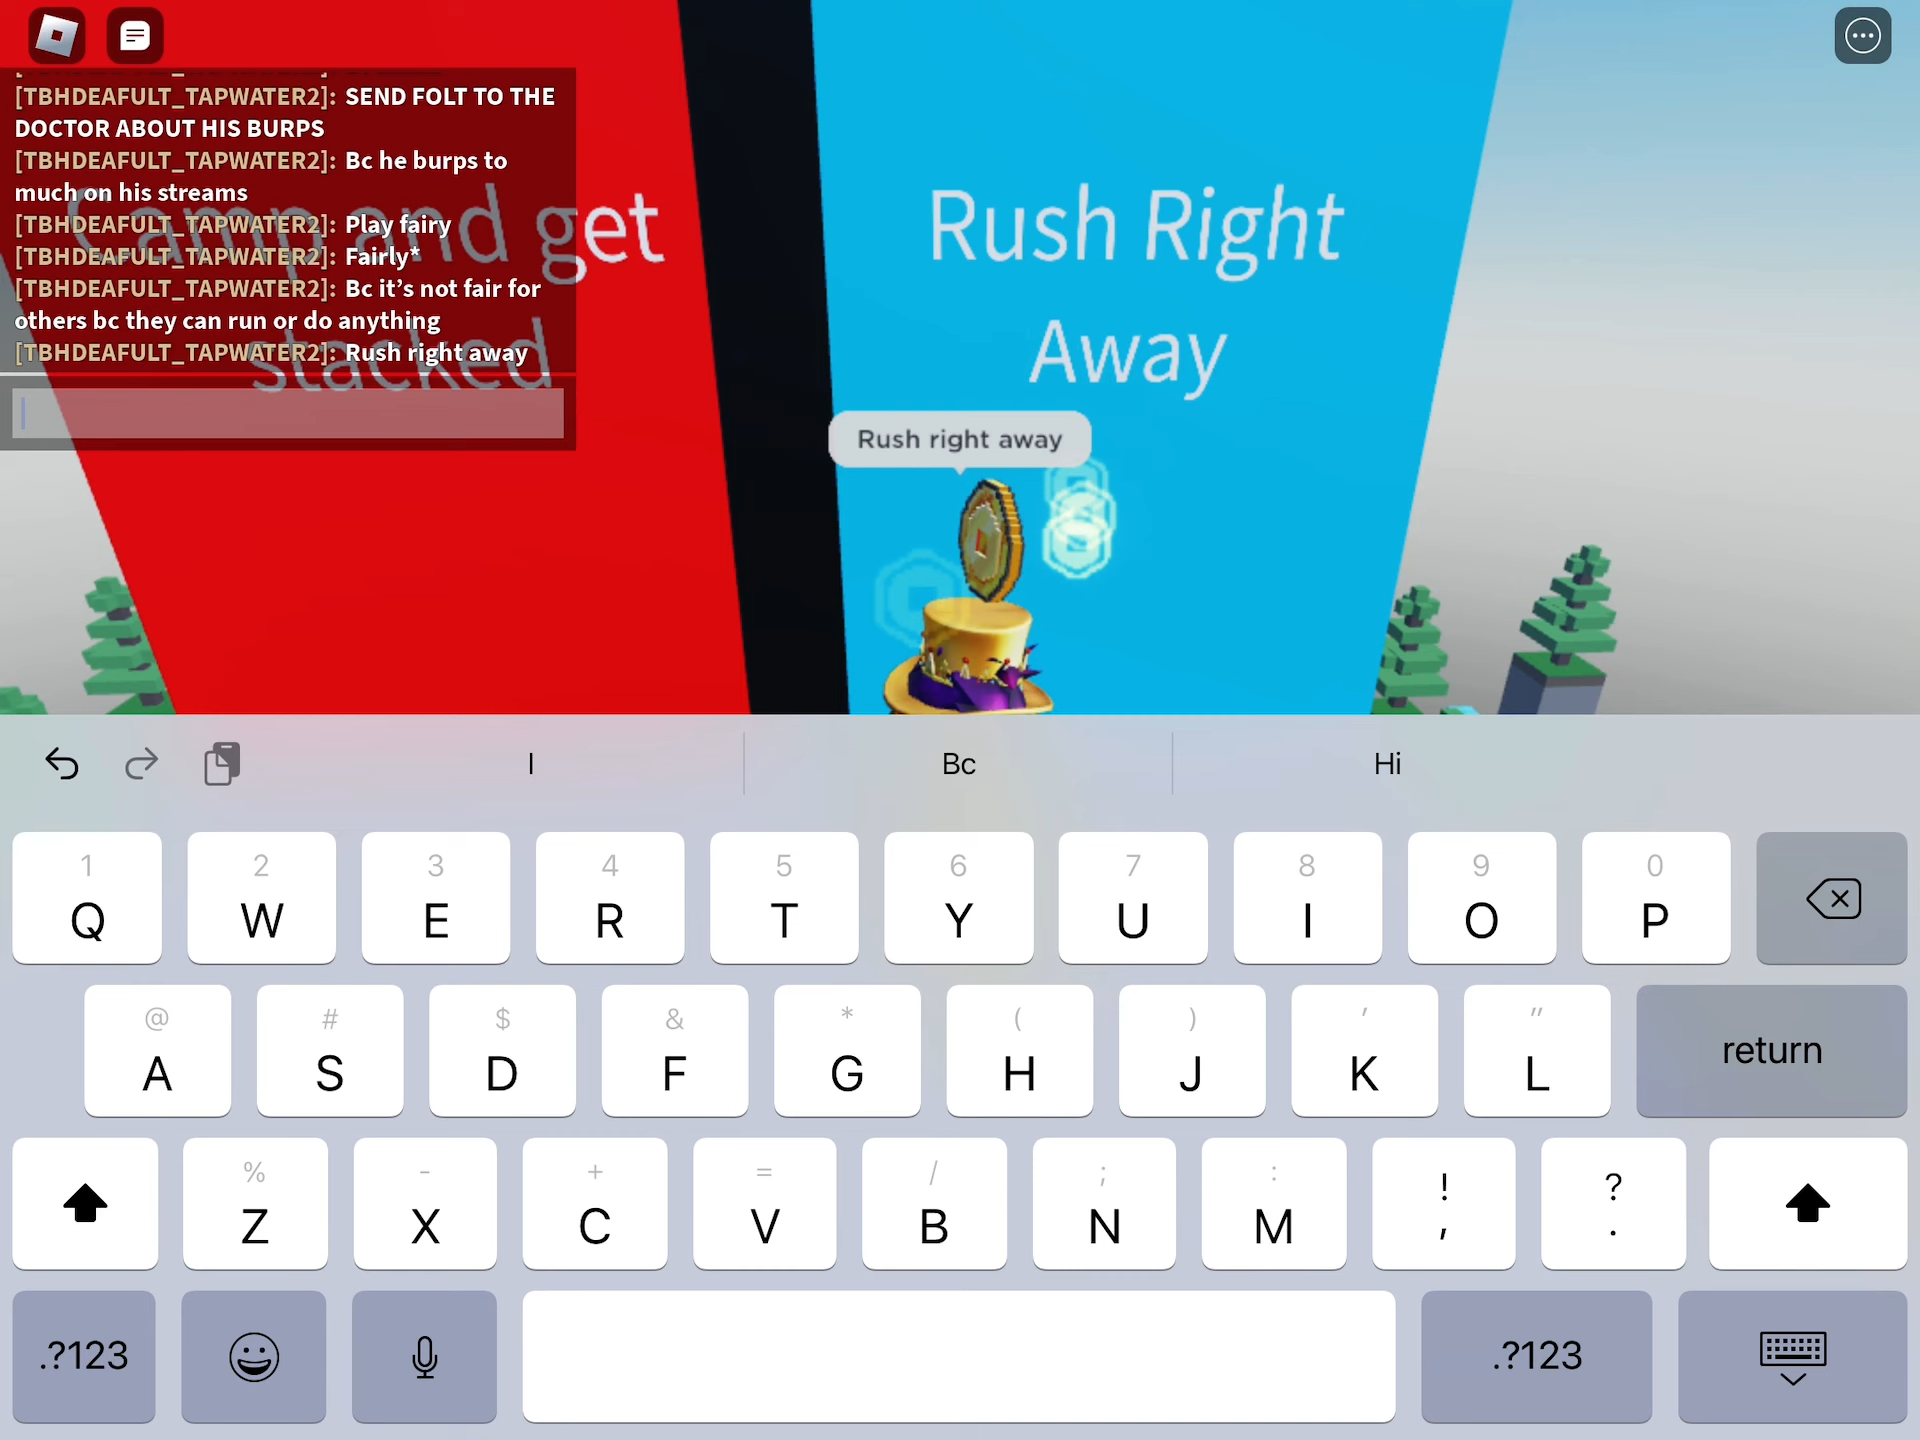 [TBHDEAFULT_TAPWATER2]: SEND FOLT TO THE
DOCTOR ABOUT HIS BURPS
[TBHDEAFULT_TAPWATER2]: Bc he burps to
much on his streams
[TBHDEAFULT_TAPWATER2]: Play fairy
[TBHDEAFULT_TAPWATER2]: Fairly*
[TBHDEAFULT_TAPWATER2]: Bc it’s not fair for
others bc they can run or do anything
[TBHDEAFULT_TAPWATER2]: Rush right away
Camp and get
stacked
Rush Right
Away
Rush right away
I Bc Hi
1 2 3 4 5 6 7 8 9 0
Q W E R T Y U I O P
@ # $ & * ( ) ' "
A S D F G H J K L return
% - + = / ; : ! ?
Z X C V B N M , .
.?123 .?123